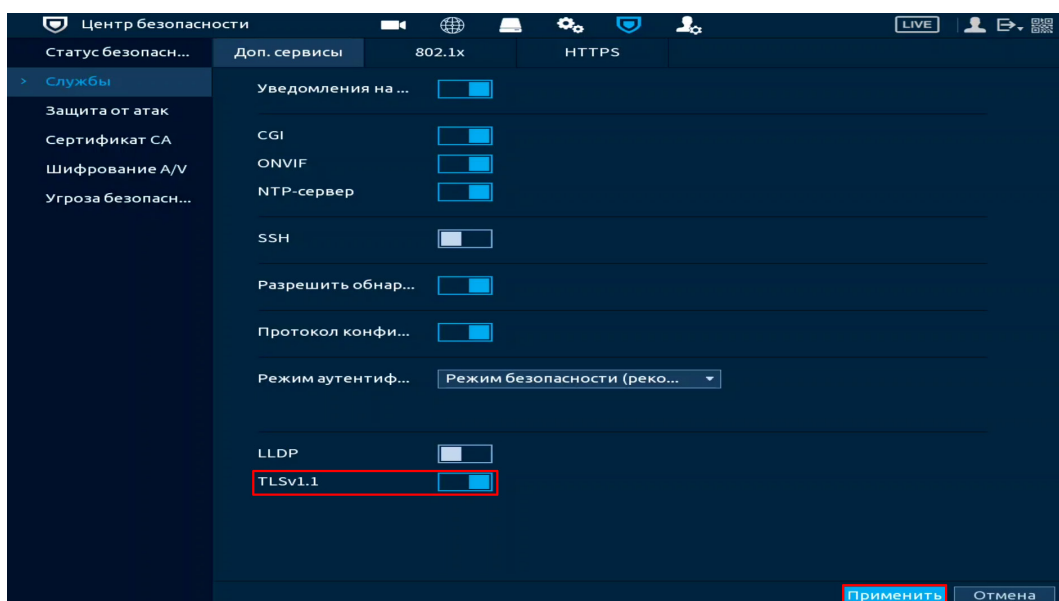 Центр безопасности
LIVE
Статус безопасн...
Доп. сервисы
802.1x
HTTPS
Службы
Защита от атак
Сертификат CA
Шифрование A/V
Угроза безопасн...
Уведомления на ...
CGI
ONVIF
NTP-сервер
SSH
Разрешить обнар...
Протокол конфи...
Режим аутентиф...
Режим безопасности (реко...
LLDP
TLSv1.1
Применить
Отмена